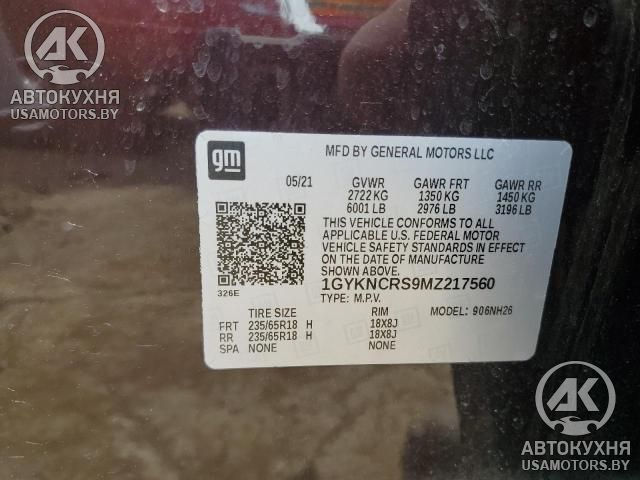 АК
АВТОКУХНЯ
USAMOTORS.BY
gm
MFD BY GENERAL MOTORS LLC
05/21 GVWR GAWR FRT GAWR RR
2722 KG 1350 KG 1450 KG
6001 LB 2976 LB 3196 LB
THIS VEHICLE CONFORMS TO ALL
APPLICABLE U.S. FEDERAL MOTOR
VEHICLE SAFETY STANDARDS IN EFFECT
ON THE DATE OF MANUFACTURE
SHOWN ABOVE.
326E
1GYKNCRS9MZ217560
TYPE: M.P.V. MODEL: 906NH26
TIRE SIZE RIM
FRT 235/65R18 H 18X8J
RR 235/65R18 H 18X8J
SPA NONE NONE
АК
АВТОКУХНЯ
USAMOTORS.BY